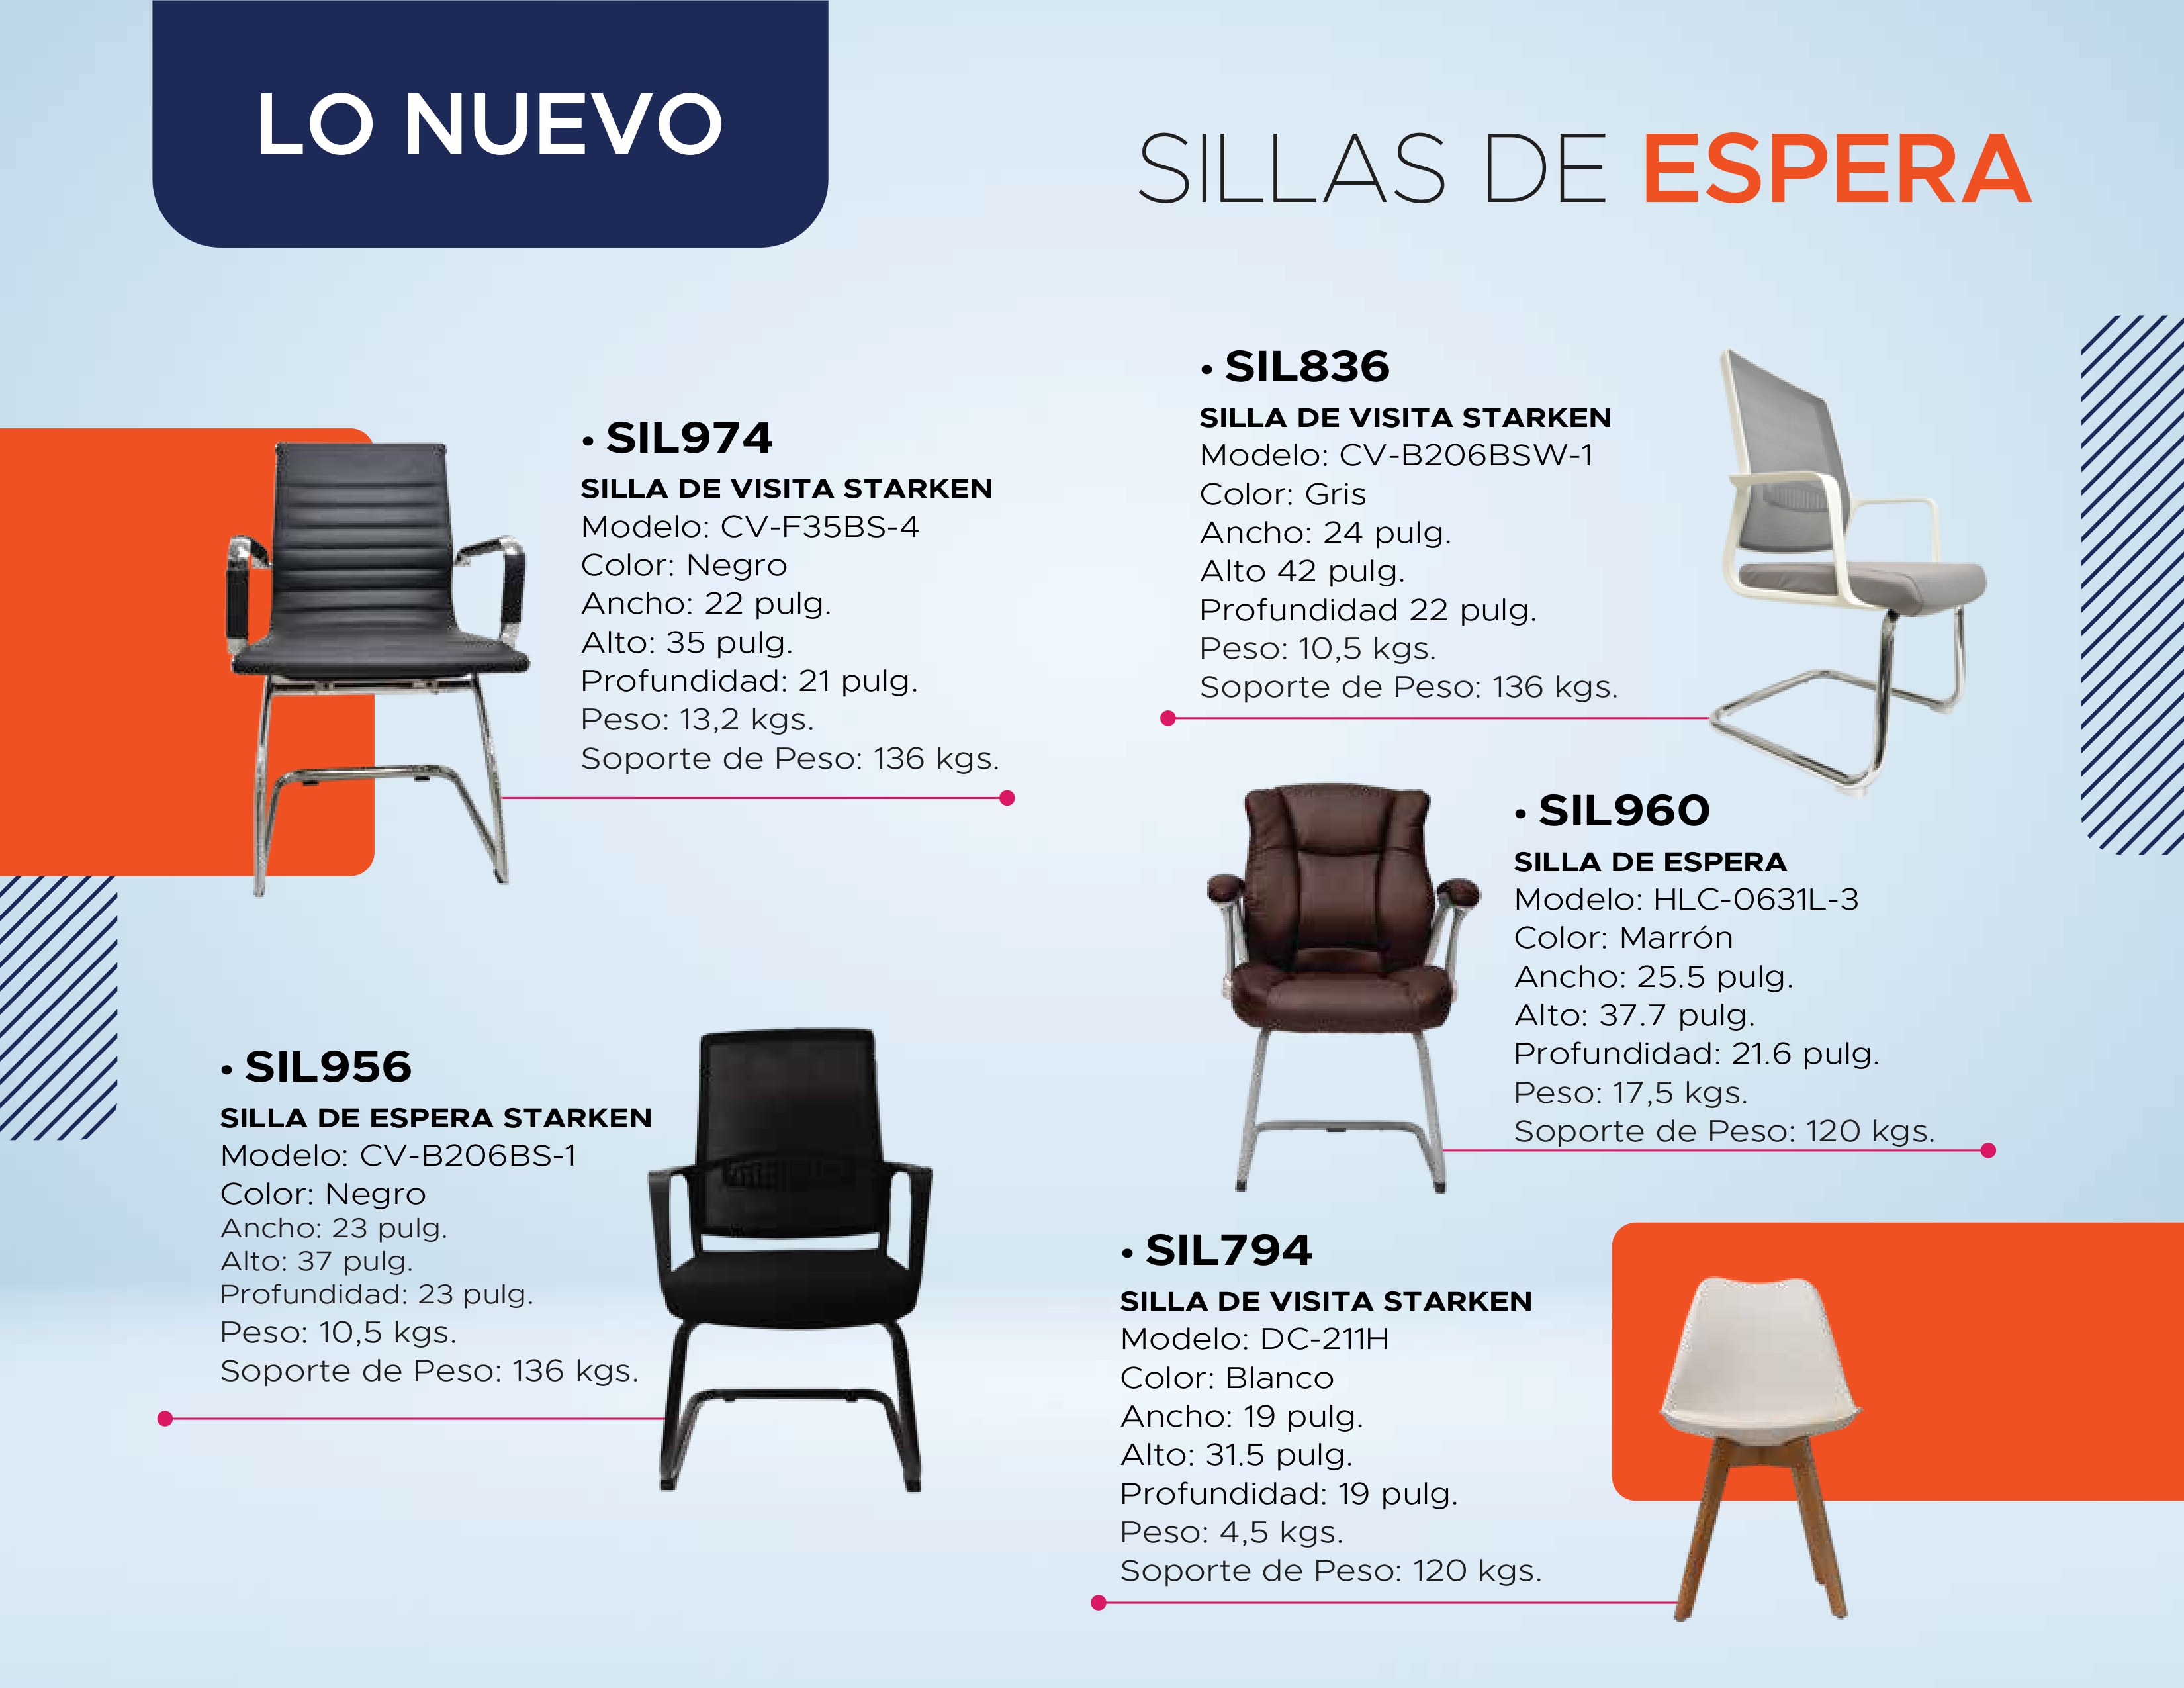 LO NUEVO
SILLAS DE ESPERA
• SIL974
SILLA DE VISITA STARKEN
Modelo: CV-F35BS-4
Color: Negro
Ancho: 22 pulg.
Alto: 35 pulg.
Profundidad: 21 pulg.
Peso: 13,2 kgs.
Soporte de Peso: 136 kgs.
• SIL836
SILLA DE VISITA STARKEN
Modelo: CV-B206BSW-1
Color: Gris
Ancho: 24 pulg.
Alto 42 pulg.
Profundidad 22 pulg.
Peso: 10,5 kgs.
Soporte de Peso: 136 kgs.
• SIL960
SILLA DE ESPERA
Modelo: HLC-0631L-3
Color: Marrón
Ancho: 25.5 pulg.
Alto: 37.7 pulg.
Profundidad: 21.6 pulg.
Peso: 17,5 kgs.
Soporte de Peso: 120 kgs.
• SIL956
SILLA DE ESPERA STARKEN
Modelo: CV-B206BS-1
Color: Negro
Ancho: 23 pulg.
Alto: 37 pulg.
Profundidad: 23 pulg.
Peso: 10,5 kgs.
Soporte de Peso: 136 kgs.
• SIL794
SILLA DE VISITA STARKEN
Modelo: DC-211H
Color: Blanco
Ancho: 19 pulg.
Alto: 31.5 pulg.
Profundidad: 19 pulg.
Peso: 4,5 kgs.
Soporte de Peso: 120 kgs.